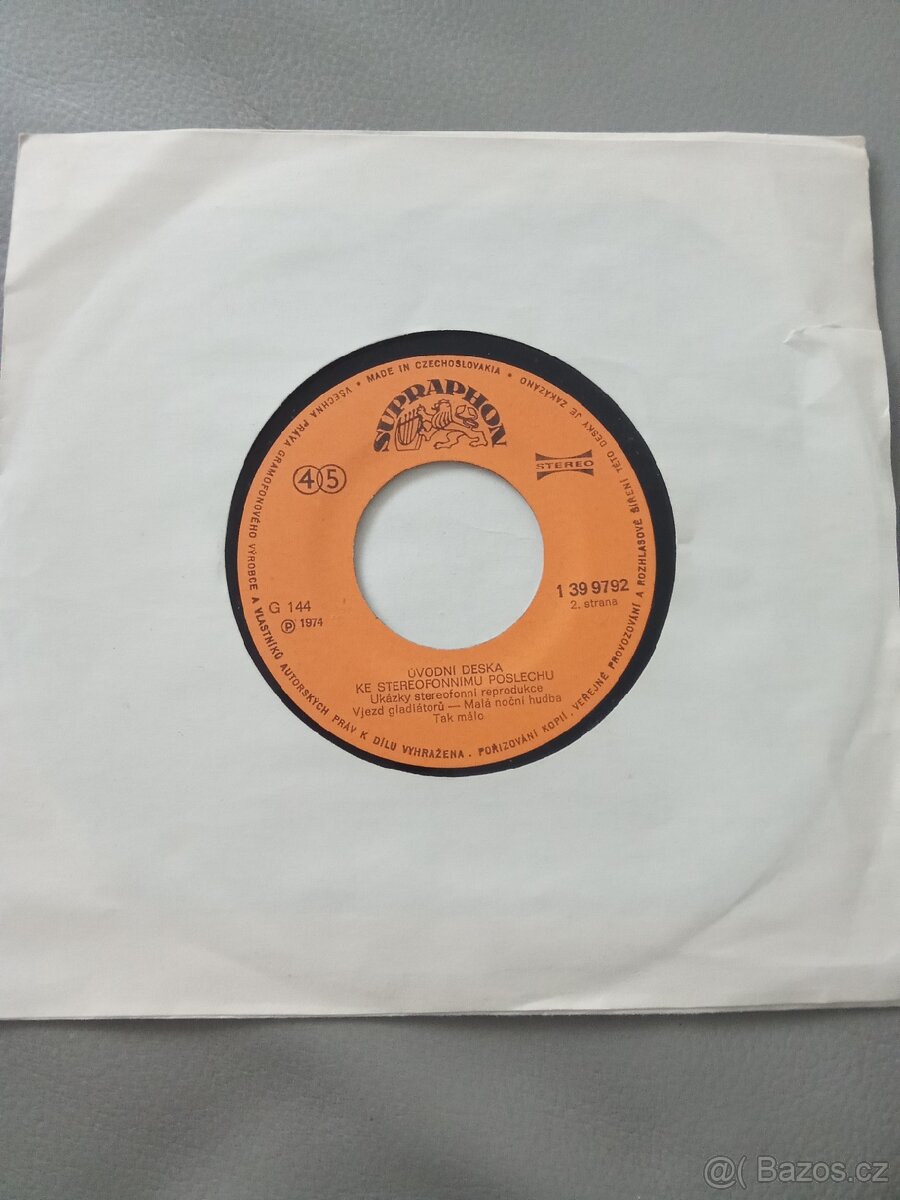 • MADE IN CZECHOSLOVAKIA •
VŠECHNA PRÁVA GRAMOFONOVÉHO VÝROBCE A VLASTNÍKŮ AUTORSKÝCH PRÁV K DÍLU VYHRAŽENA . POŘIZOVÁNÍ KOPIÍ . VEŘEJNÉ PROVOZOVÁNÍ A ROZHLASOVÉ ŠÍŘENÍ TÉTO DESKY JE ZAKÁZÁNO
SUPRAPHON
STEREO
45
G 144
Ⓟ 1974
1 39 9792
2. strana
ÚVODNÍ DESKA
KE STEREOFONNÍMU POSLECHU
Ukázky stereofonní reprodukce
Vjezd gladiátorů — Malá noční hudba
Tak málo
@( Bazos.cz